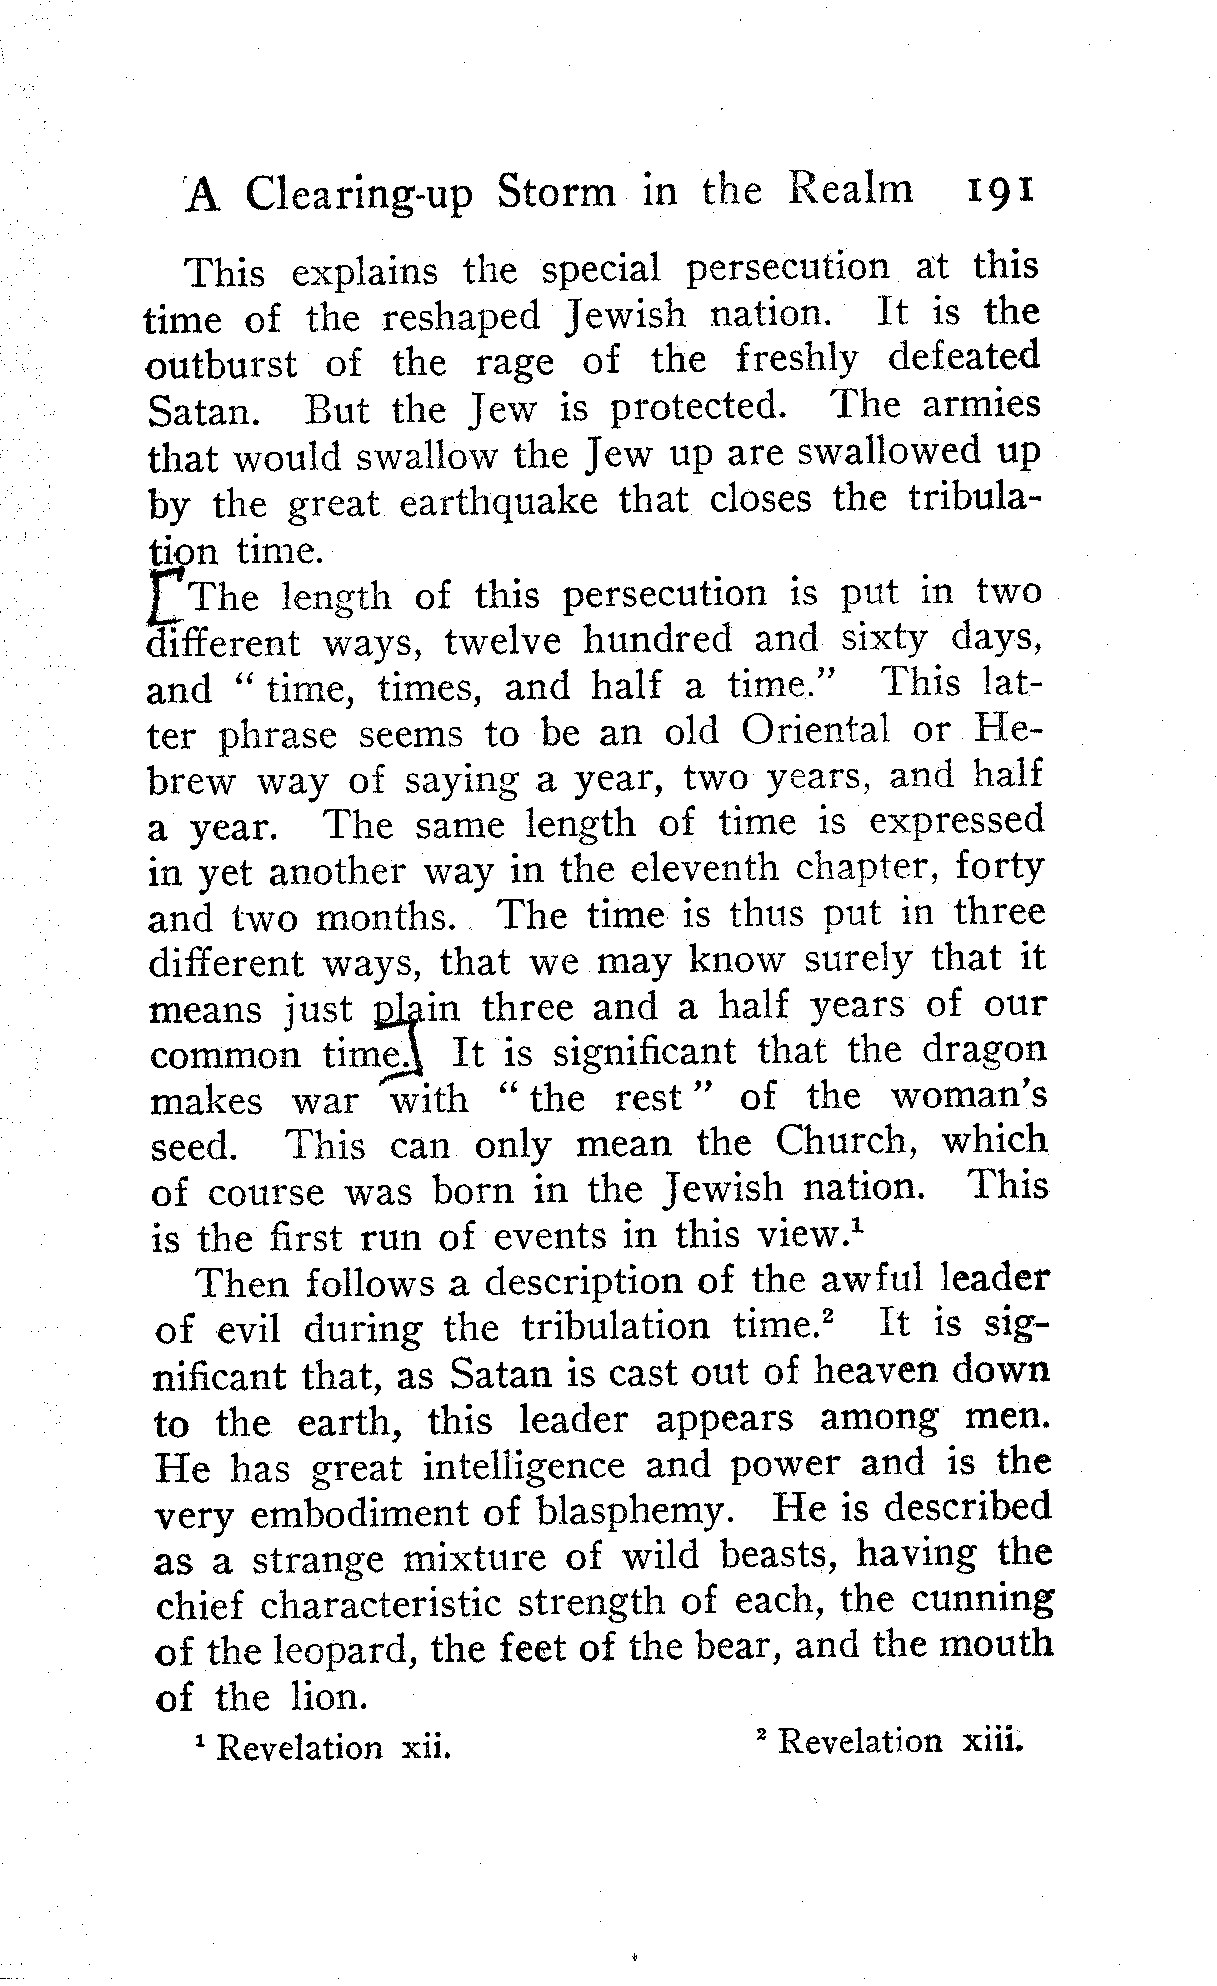 A Clearing-up Storm in the Realm 191
This explains the special persecution at this
time of the reshaped Jewish nation. It is the
outburst of the rage of the freshly defeated
Satan. But the Jew is protected. The armies
that would swallow the Jew up are swallowed up
by the great earthquake that closes the tribula-
tion time.
[The length of this persecution is put in two
different ways, twelve hundred and sixty days,
and “ time, times, and half a time.” This lat-
ter phrase seems to be an old Oriental or He-
brew way of saying a year, two years, and half
a year. The same length of time is expressed
in yet another way in the eleventh chapter, forty
and two months. The time is thus put in three
different ways, that we may know surely that it
means just plain three and a half years of our
common time.] It is significant that the dragon
makes war with “ the rest ” of the woman's
seed. This can only mean the Church, which
of course was born in the Jewish nation. This
is the first run of events in this view.¹
Then follows a description of the awful leader
of evil during the tribulation time.² It is sig-
nificant that, as Satan is cast out of heaven down
to the earth, this leader appears among men.
He has great intelligence and power and is the
very embodiment of blasphemy. He is described
as a strange mixture of wild beasts, having the
chief characteristic strength of each, the cunning
of the leopard, the feet of the bear, and the mouth
of the lion.
¹ Revelation xii. ² Revelation xiii.